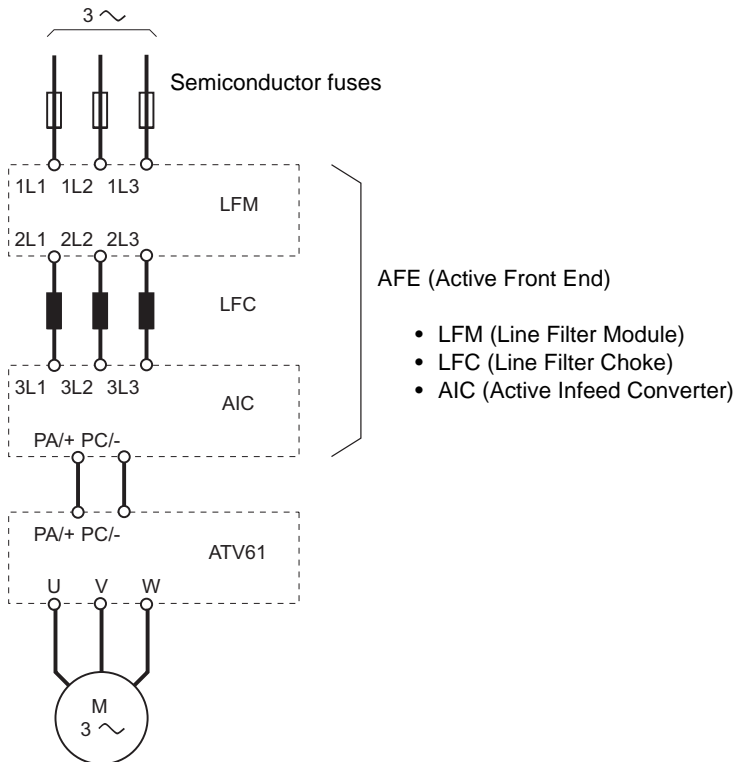 3 ~
Semiconductor fuses
1L1 1L2 1L3
LFM
2L1 2L2 2L3
AFE (Active Front End)
LFC
• LFM (Line Filter Module)
• LFC (Line Filter Choke)
• AIC (Active Infeed Converter)
3L1 3L2 3L3
AIC
PA/+ PC/-
PA/+ PC/-
ATV61
U V W
M
3 ~